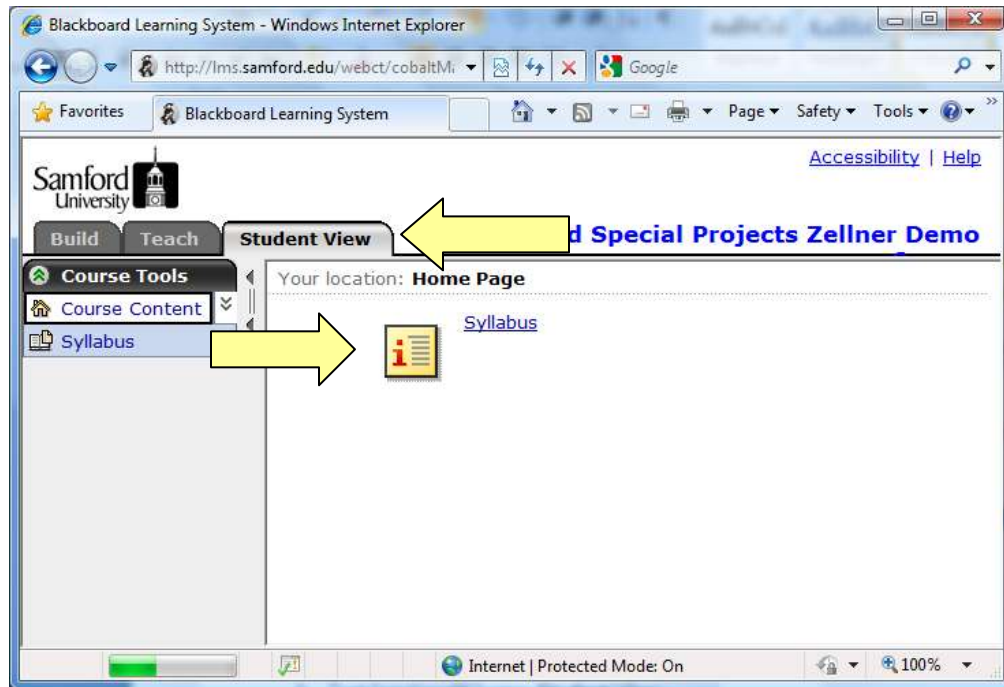 Blackboard Learning System - Windows Internet Explorer
http://lms.samford.edu/webct/cobaltM
Google
Favorites
Blackboard Learning System
Page
Safety
Tools
»
Samford
University
Accessibility | Help
Build
Teach
Student View
d Special Projects Zellner Demo
Course Tools
Your location: Home Page
Course Content
Syllabus
Syllabus
i
Internet | Protected Mode: On
100%